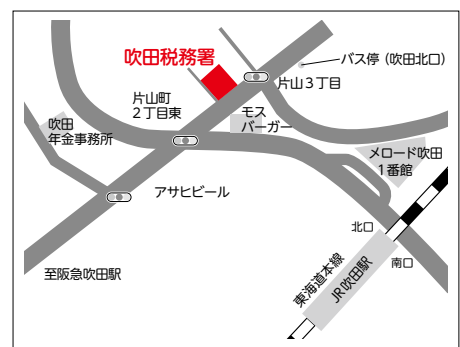 吹田税務署
バス停（吹田北口）
片山３丁目
片山町
２丁目東
モス
バーガー
吹田
年金事務所
メロード吹田
１番館
アサヒビール
北口
南口
東海道本線
JR吹田駅
至阪急吹田駅